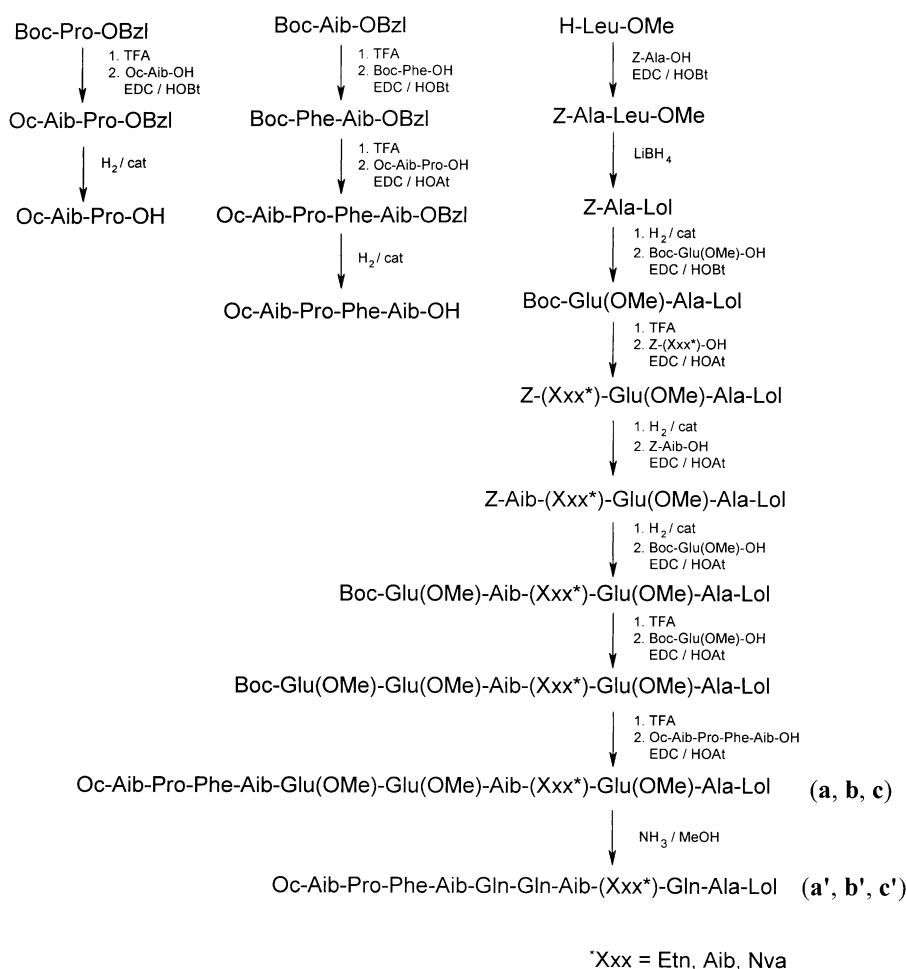 Boc-Pro-OBzl
1. TFA
2. Oc-Aib-OH
EDC / HOBt
Oc-Aib-Pro-OBzl
H2 / cat
Oc-Aib-Pro-OH
Boc-Aib-OBzl
1. TFA
2. Boc-Phe-OH
EDC / HOBt
Boc-Phe-Aib-OBzl
1. TFA
2. Oc-Aib-Pro-OH
EDC / HOAt
Oc-Aib-Pro-Phe-Aib-OBzl
H2 / cat
Oc-Aib-Pro-Phe-Aib-OH
H-Leu-OMe
Z-Ala-OH
EDC / HOBt
Z-Ala-Leu-OMe
LiBH4
Z-Ala-Lol
1. H2 / cat
2. Boc-Glu(OMe)-OH
EDC / HOBt
Boc-Glu(OMe)-Ala-Lol
1. TFA
2. Z-(Xxx*)-OH
EDC / HOAt
Z-(Xxx*)-Glu(OMe)-Ala-Lol
1. H2 / cat
2. Z-Aib-OH
EDC / HOAt
Z-Aib-(Xxx*)-Glu(OMe)-Ala-Lol
1. H2 / cat
2. Boc-Glu(OMe)-OH
EDC / HOAt
Boc-Glu(OMe)-Aib-(Xxx*)-Glu(OMe)-Ala-Lol
1. TFA
2. Boc-Glu(OMe)-OH
EDC / HOAt
Boc-Glu(OMe)-Glu(OMe)-Aib-(Xxx*)-Glu(OMe)-Ala-Lol
1. TFA
2. Oc-Aib-Pro-Phe-Aib-OH
EDC / HOAt
Oc-Aib-Pro-Phe-Aib-Glu(OMe)-Glu(OMe)-Aib-(Xxx*)-Glu(OMe)-Ala-Lol (a, b, c)
NH3 / MeOH
Oc-Aib-Pro-Phe-Aib-Gln-Gln-Aib-(Xxx*)-Gln-Ala-Lol (a', b', c')
*Xxx = Etn, Aib, Nva